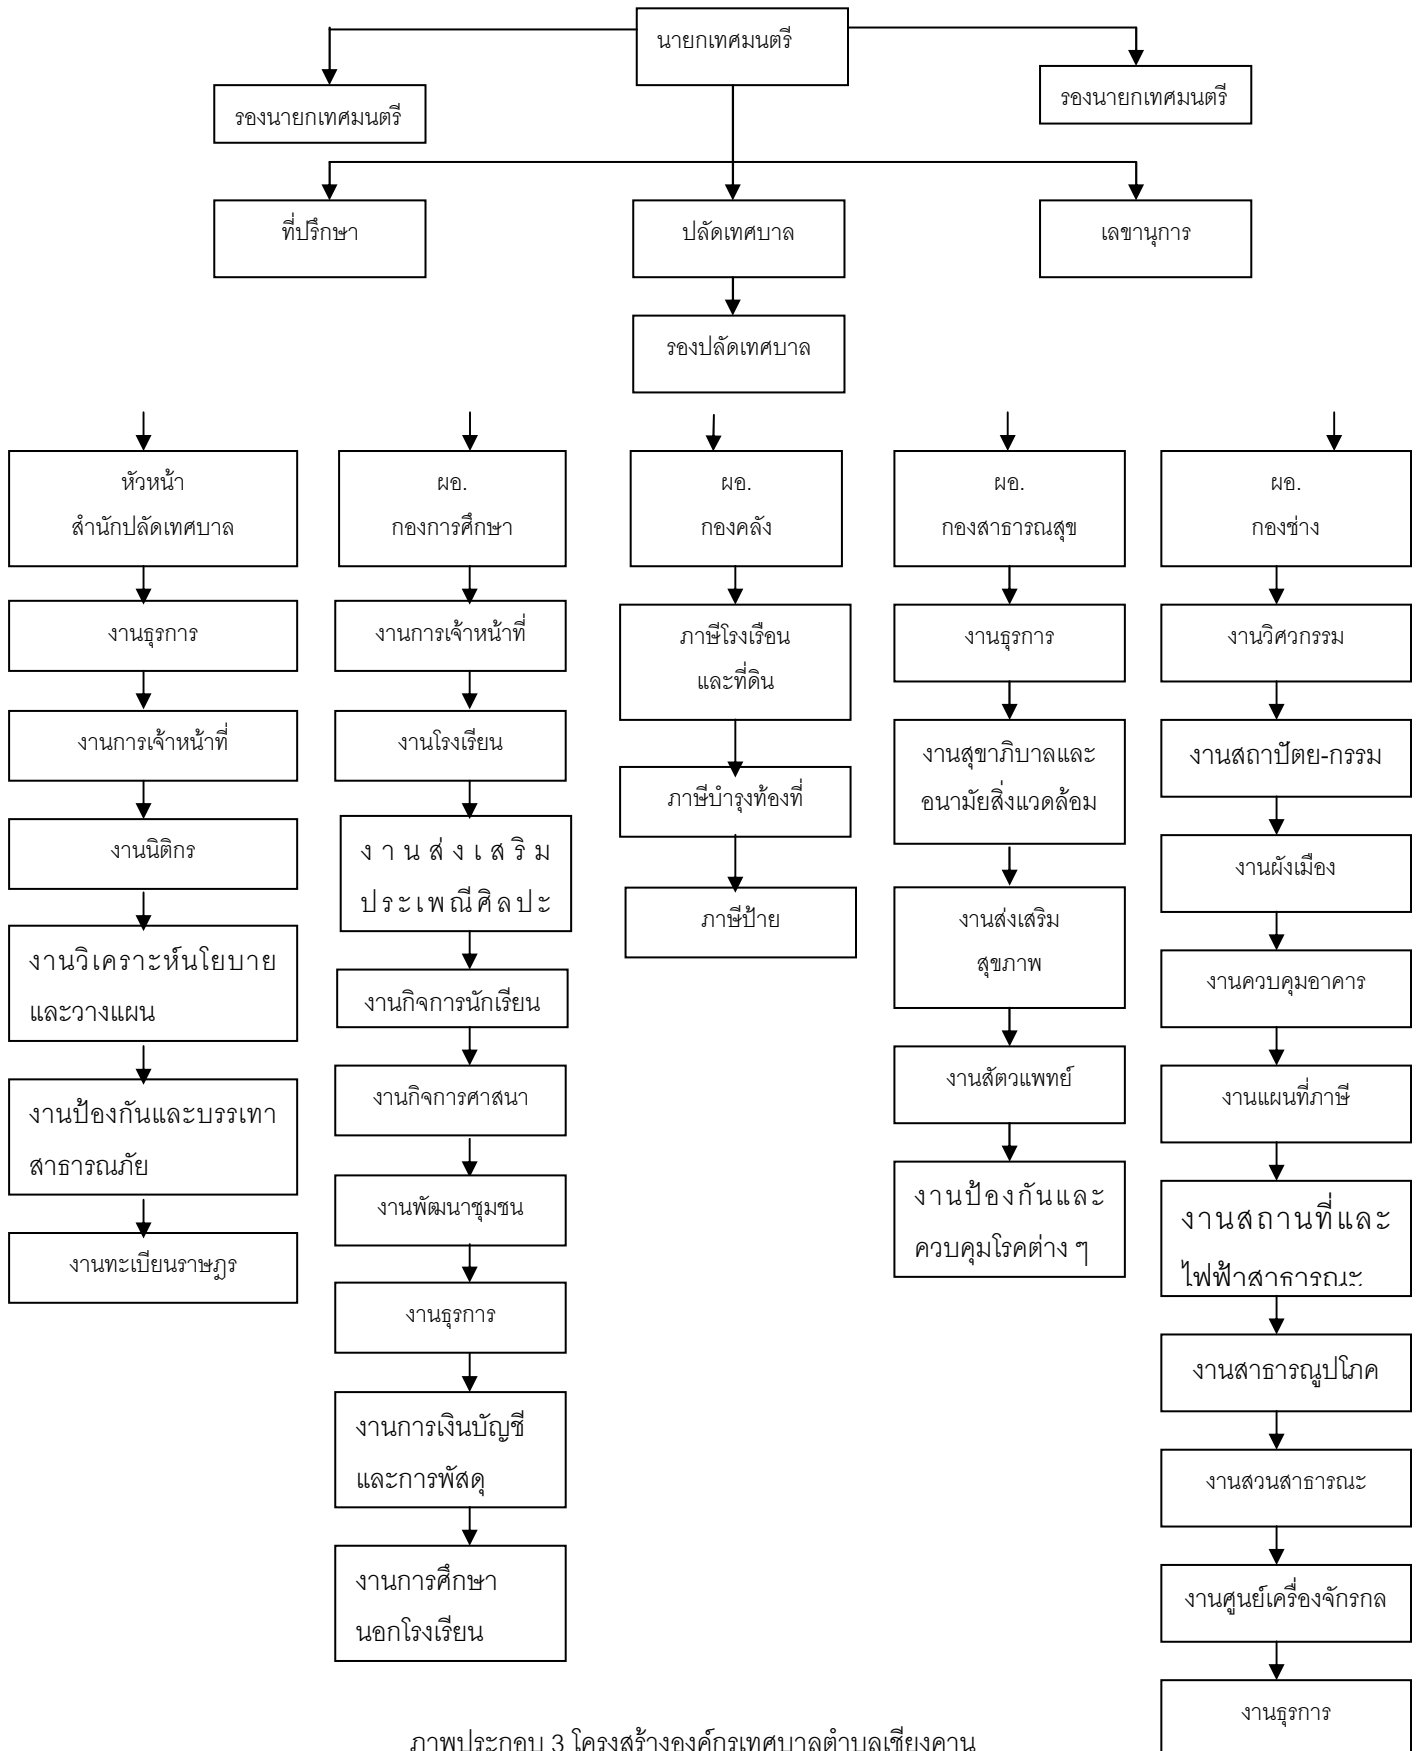 นายกเทศมนตรี
รองนายกเทศมนตรี
รองนายกเทศมนตรี
ที่ปรึกษา
ปลัดเทศบาล
เลขานุการ
รองปลัดเทศบาล
หัวหน้า
สำนักปลัดเทศบาล
งานธุรการ
งานการเจ้าหน้าที่
งานนิติกร
งานวิเคราะห์นโยบาย
และวางแผน
งานป้องกันและบรรเทา
สาธารณภัย
งานทะเบียนราษฎร
ผอ.
กองการศึกษา
งานการเจ้าหน้าที่
งานโรงเรียน
งานส่งเสริม
ประเพณีศิลปะ
งานกิจการนักเรียน
งานกิจการศาสนา
งานพัฒนาชุมชน
งานธุรการ
งานการเงินบัญชี
และการพัสดุ
งานการศึกษา
นอกโรงเรียน
ผอ.
กองคลัง
ภาษีโรงเรือน
และที่ดิน
ภาษีบำรุงท้องที่
ภาษีป้าย
ผอ.
กองสาธารณสุข
งานธุรการ
งานสุขาภิบาลและ
อนามัยสิ่งแวดล้อม
งานส่งเสริม
สุขภาพ
งานสัตวแพทย์
งานป้องกันและ
ควบคุมโรคต่าง ๆ
ผอ.
กองช่าง
งานวิศวกรรม
งานสถาปัตย-กรรม
งานผังเมือง
งานควบคุมอาคาร
งานแผนที่ภาษี
งานสถานที่และ
ไฟฟ้าสาธารณะ
งานสาธารณูปโภค
งานสวนสาธารณะ
งานศูนย์เครื่องจักรกล
งานธุรการ
ภาพประกอบ 3 โครงสร้างองค์กรเทศบาลตำบลเชียงคาน